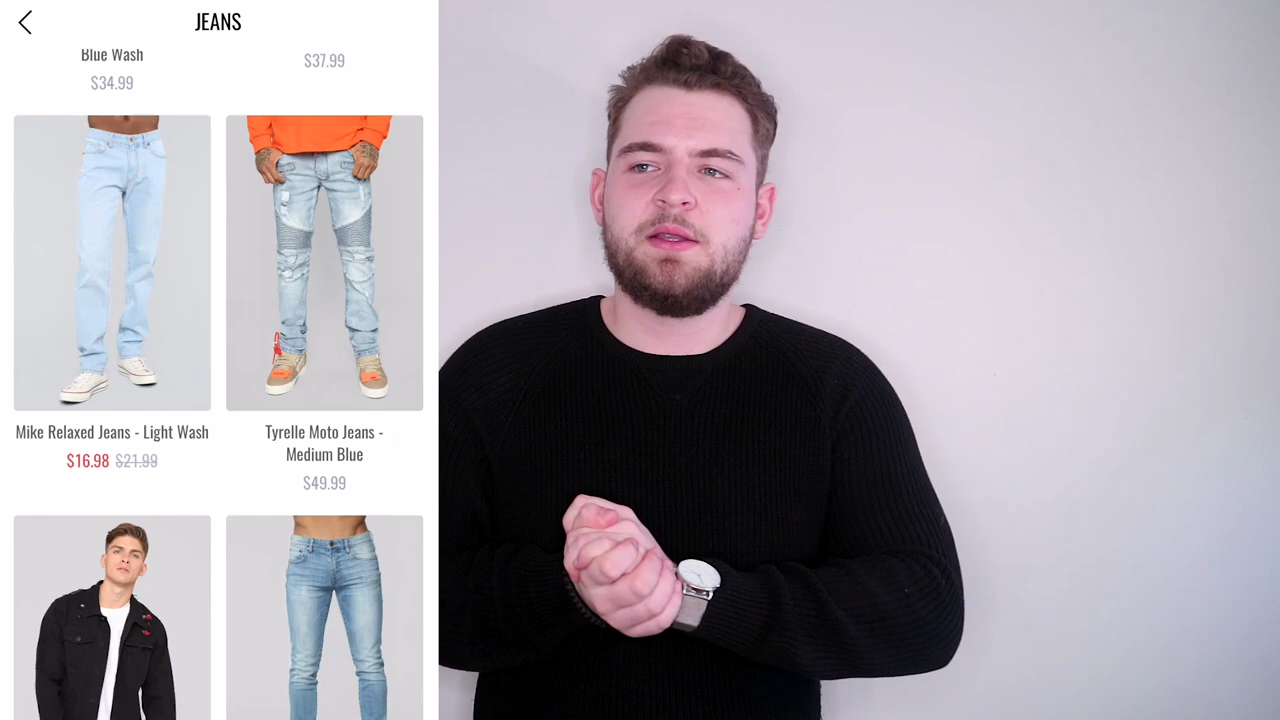 JEANS
Blue Wash
$34.99
$37.99
Mike Relaxed Jeans - Light Wash
$16.98 $21.99
Tyrelle Moto Jeans -
Medium Blue
$49.99